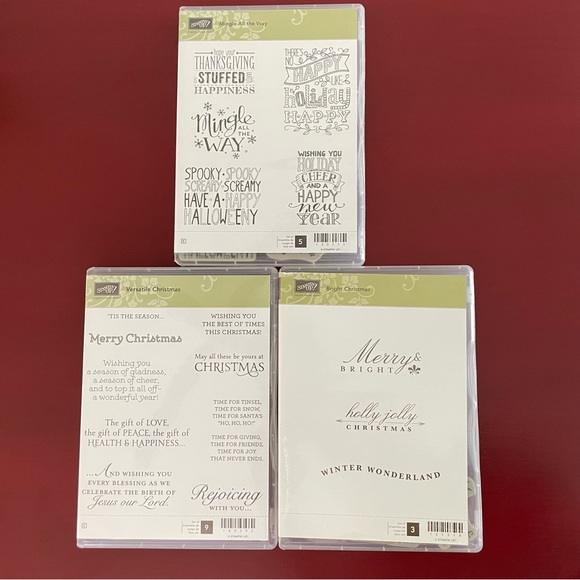 STAMPIN' UP!
Mingle All the Way
hope your
THANKSGIVING
is STUFFED with
HAPPINESS
THERE'S NO
HAPPY
LIKE
Holiday
HAPPY
Mingle
ALL THE
WAY
SPOOKY·SPOOKY
SCREAMY·SCREAMY
HAVE·A·HAPPY
HALLOWEENY
WISHING YOU
HOLIDAY
CHEER
AND A
HAPPY
new
YEAR
5
STAMPIN' UP!
Versatile Christmas
'TIS THE SEASON...
Merry Christmas
Wishing you
a season of gladness,
a season of cheer,
and to top it all off–
a wonderful year!
The gift of LOVE,
the gift of PEACE, the gift of
HEALTH & HAPPINESS...
...AND WISHING YOU
EVERY BLESSING AS WE
CELEBRATE THE BIRTH OF
Jesus our Lord.
WISHING YOU
THE BEST OF TIMES
THIS CHRISTMAS!
May all these be yours at
CHRISTMAS
TIME FOR TINSEL,
TIME FOR SNOW,
TIME FOR SANTA'S
"HO, HO, HO!"
TIME FOR GIVING,
TIME FOR FRIENDS,
TIME FOR JOY
THAT NEVER ENDS.
Rejoicing
WITH YOU...
9
STAMPIN' UP!
Bright Christmas
Merry &
BRIGHT
holly jolly
CHRISTMAS
WINTER WONDERLAND
3